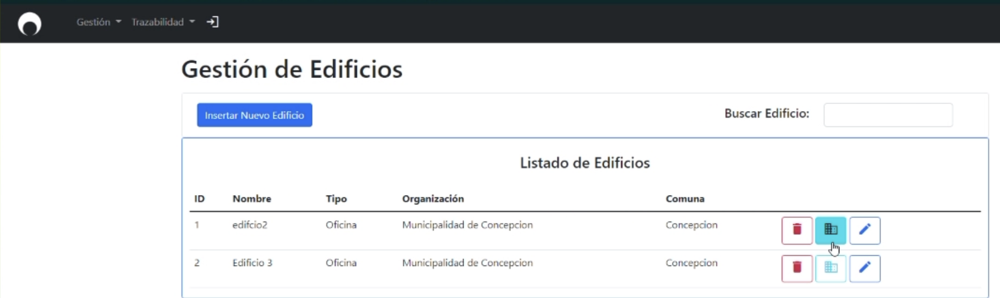 Gestión Trazabilidad
Gestión de Edificios
Insertar Nuevo Edificio Buscar Edificio:
Listado de Edificios
ID Nombre Tipo Organización Comuna
1 edifcio2 Oficina Municipalidad de Concepcion Concepcion
2 Edificio 3 Oficina Municipalidad de Concepcion Concepcion